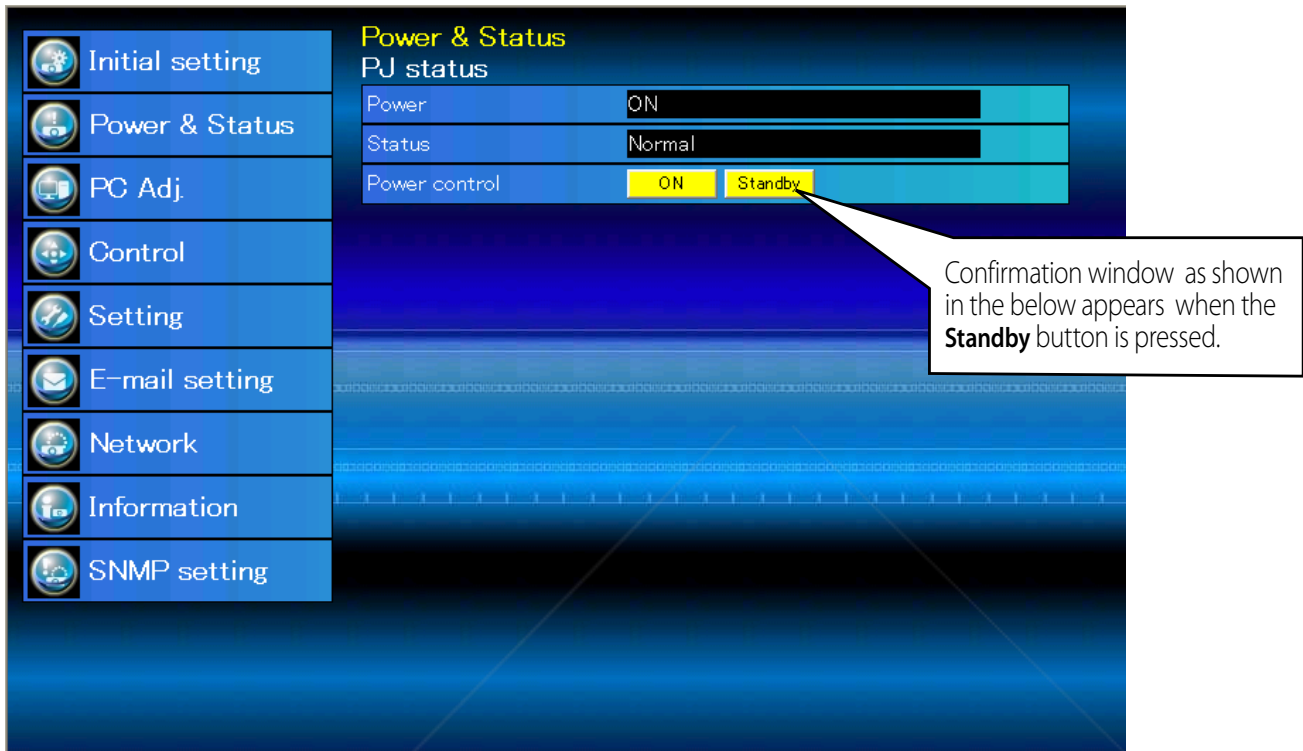 Initial setting
Power & Status
PC Adj.
Control
Setting
E-mail setting
Network
Information
SNMP setting
Power & Status
PJ status
Power ON
Status Normal
Power control ON Standby
Confirmation window as shown
in the below appears when the
Standby button is pressed.